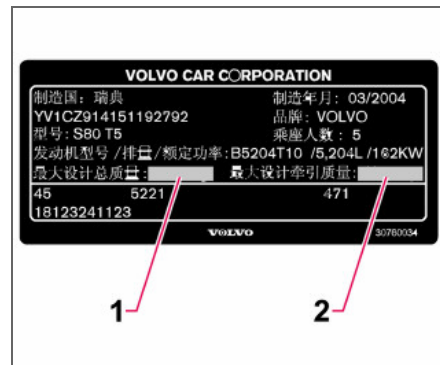 VOLVO CAR CORPORATION
制造国：瑞典 制造年月：03/2004
YV1CZ914151192792 品牌：VOLVO
型号：S80 T5 乘座人数：5
发动机型号/排量/额定功率：B5204T10 /5,204L /162KW
最大设计总质量： 最大设计牵引质量：
45 5221 471
18123241123
VOLVO 30760034
1 2